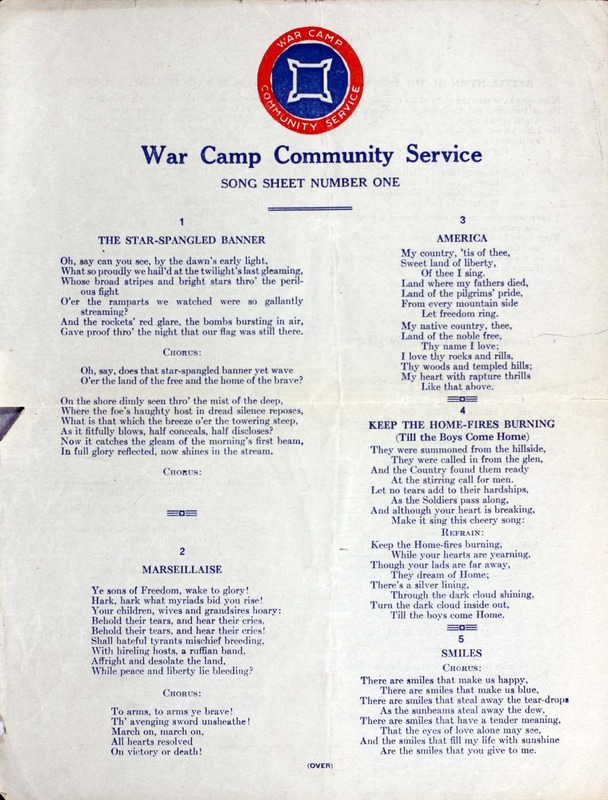 WAR CAMP
COMMUNITY SERVICE
War Camp Community Service
SONG SHEET NUMBER ONE
1
THE STAR-SPANGLED BANNER
Oh, say can you see, by the dawn's early light,
What so proudly we hail'd at the twilight's last gleaming,
Whose broad stripes and bright stars thro' the peril-
ous fight
O'er the ramparts we watched were so gallantly
streaming?
And the rockets' red glare, the bombs bursting in air,
Gave proof thro' the night that our flag was still there.
CHORUS:
Oh, say, does that star-spangled banner yet wave
O'er the land of the free and the home of the brave?
On the shore dimly seen thro' the mist of the deep,
Where the foe's haughty host in dread silence reposes,
What is that which the breeze o'er the towering steep,
As it fitfully blows, half conceals, half discloses?
Now it catches the gleam of the morning's first beam,
In full glory reflected, now shines in the stream.
CHORUS:
2
MARSEILLAISE
Ye sons of Freedom, wake to glory!
Hark, hark what myriads bid you rise!
Your children, wives and grandsires hoary:
Behold their tears, and hear their cries,
Behold their tears, and hear their cries!
Shall hateful tyrants mischief breeding,
With hireling hosts, a ruffian band,
Affright and desolate the land,
While peace and liberty lie bleeding?
CHORUS:
To arms, to arms ye brave!
Th' avenging sword unsheathe!
March on, march on,
All hearts resolved
On victory or death!
3
AMERICA
My country, 'tis of thee,
Sweet land of liberty,
Of thee I sing.
Land where my fathers died,
Land of the pilgrims' pride,
From every mountain side
Let freedom ring.
My native country, thee,
Land of the noble free,
Thy name I love;
I love thy rocks and rills,
Thy woods and templed hills;
My heart with rapture thrills
Like that above.
4
KEEP THE HOME-FIRES BURNING
(Till the Boys Come Home)
They were summoned from the hillside,
They were called in from the glen,
And the Country found them ready
At the stirring call for men.
Let no tears add to their hardships,
As the Soldiers pass along,
And although your heart is breaking,
Make it sing this cheery song:
REFRAIN:
Keep the Home-fires burning,
While your hearts are yearning,
Though your lads are far away,
They dream of Home;
There's a silver lining,
Through the dark cloud shining,
Turn the dark cloud inside out,
Till the boys come Home.
5
SMILES
CHORUS:
There are smiles that make us happy,
There are smiles that make us blue,
There are smiles that steal away the tear-drops
As the sunbeams steal away the dew,
There are smiles that have a tender meaning,
That the eyes of love alone may see,
And the smiles that fill my life with sunshine
Are the smiles that you give to me.
(OVER)